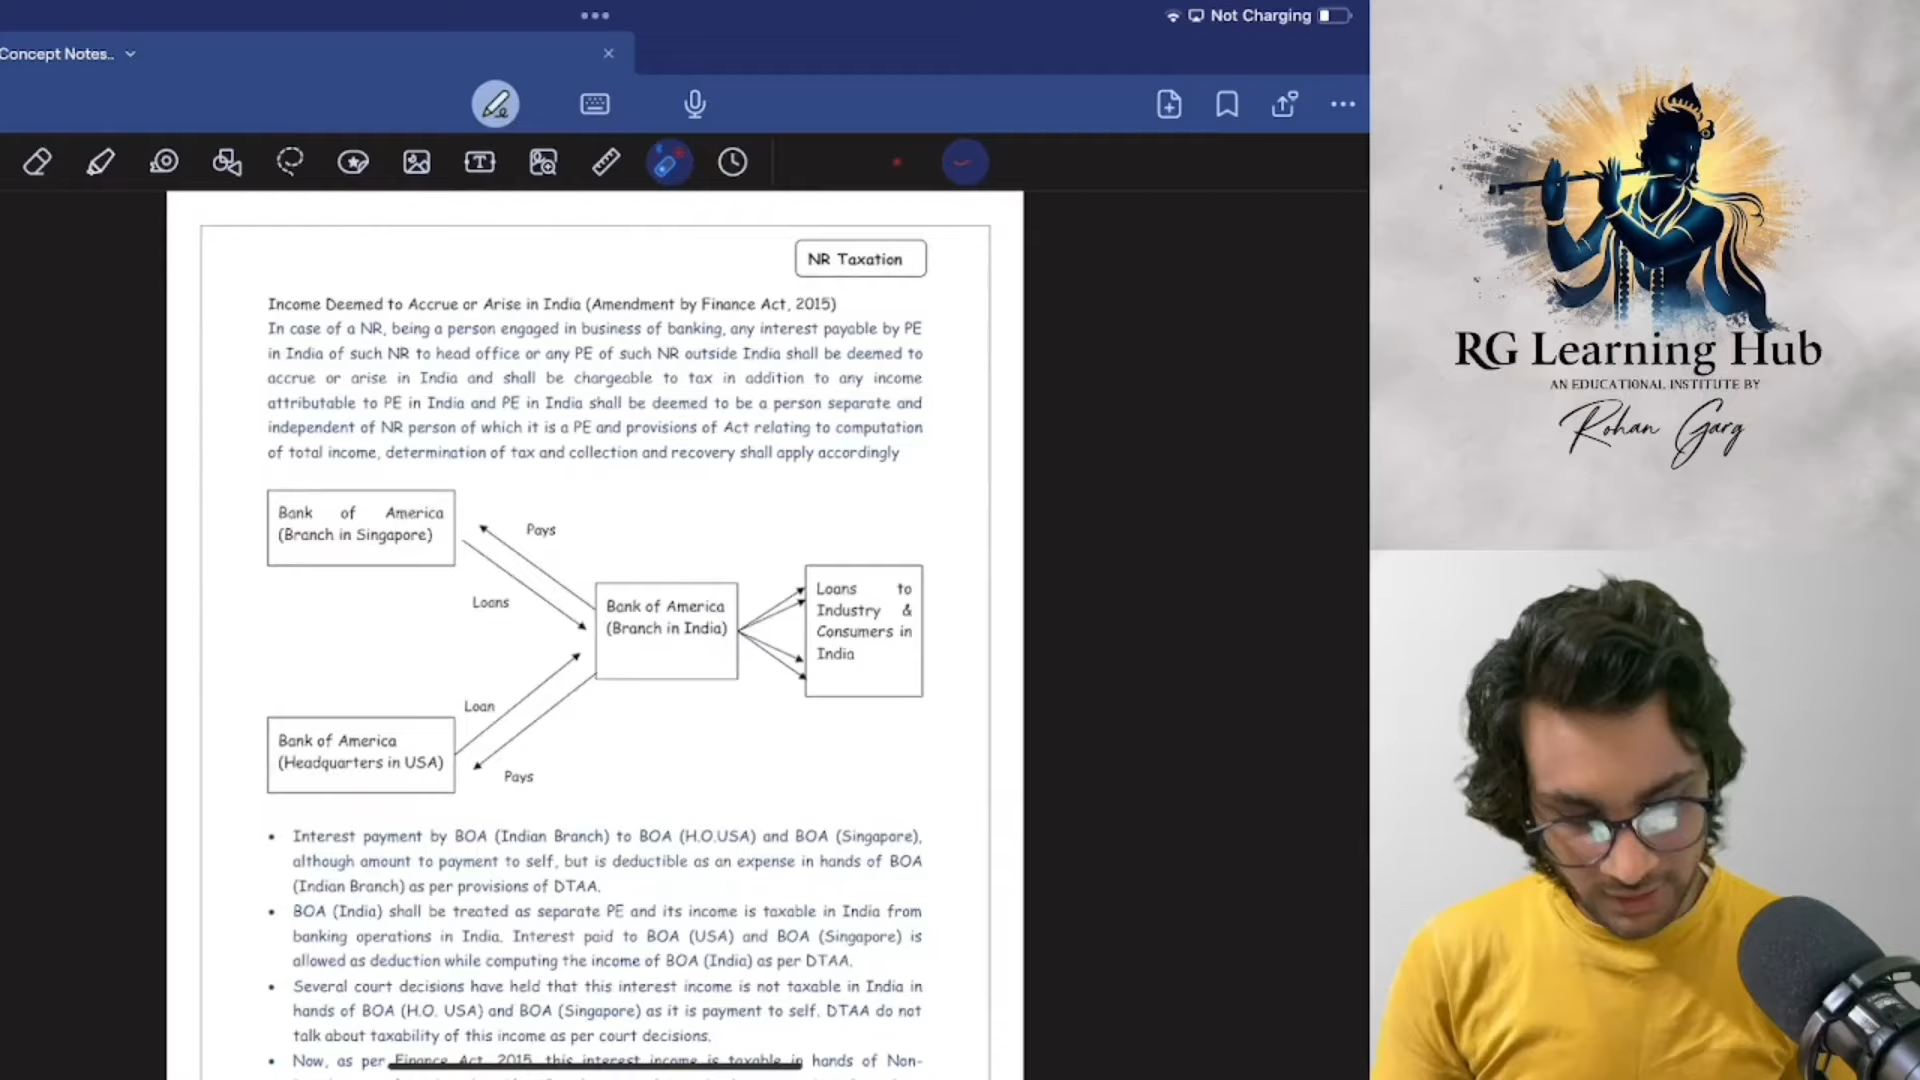 Not Charging
Concept Notes..
NR Taxation
Income Deemed to Accrue or Arise in India (Amendment by Finance Act, 2015)
In case of a NR, being a person engaged in business of banking, any interest payable by PE
in India of such NR to head office or any PE of such NR outside India shall be deemed to
accrue or arise in India and shall be chargeable to tax in addition to any income
attributable to PE in India and PE in India shall be deemed to be a person separate and
independent of NR person of which it is a PE and provisions of Act relating to computation
of total income, determination of tax and collection and recovery shall apply accordingly
Bank of America
(Branch in Singapore)
Pays
Loans
Bank of America
(Branch in India)
Loans to
Industry &
Consumers in
India
Loan
Bank of America
(Headquarters in USA)
Pays
• Interest payment by BOA (Indian Branch) to BOA (H.O.USA) and BOA (Singapore),
although amount to payment to self, but is deductible as an expense in hands of BOA
(Indian Branch) as per provisions of DTAA.
• BOA (India) shall be treated as separate PE and its income is taxable in India from
banking operations in India. Interest paid to BOA (USA) and BOA (Singapore) is
allowed as deduction while computing the income of BOA (India) as per DTAA.
• Several court decisions have held that this interest income is not taxable in India in
hands of BOA (H.O. USA) and BOA (Singapore) as it is payment to self. DTAA do not
talk about taxability of this income as per court decisions.
• Now, as per Finance Act, 2015, this interest income is taxable in hands of Non-
RG Learning Hub
AN EDUCATIONAL INSTITUTE BY
Rohan Garg